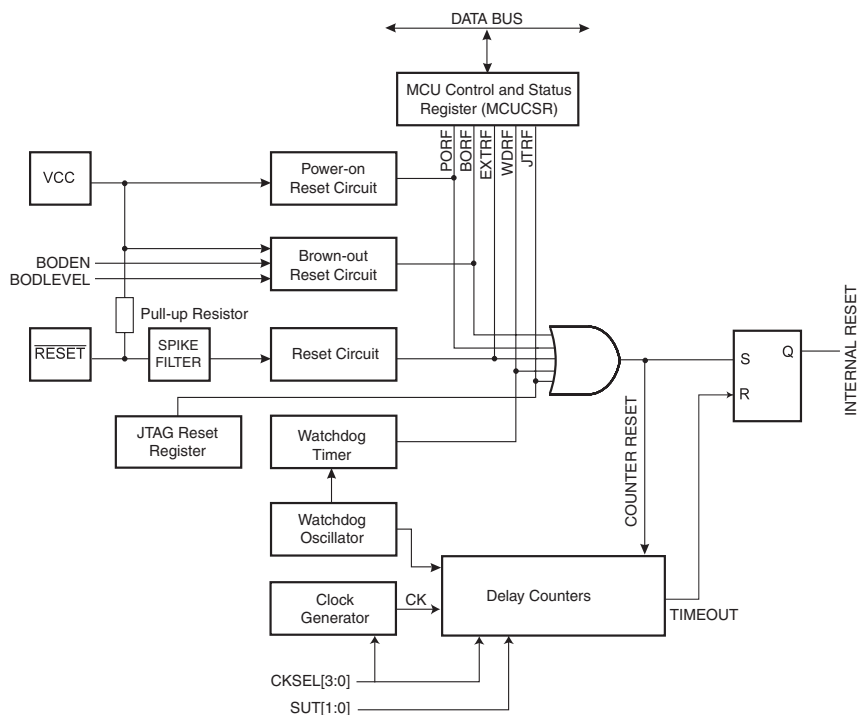 DATA BUS
MCU Control and Status
Register (MCUCSR)
PORF
BORF
EXTRF
WDRF
JTRF
VCC
Power-on
Reset Circuit
BODEN
BODLEVEL
Brown-out
Reset Circuit
Pull-up Resistor
RESET
SPIKE
FILTER
Reset Circuit
JTAG Reset
Register
Watchdog
Timer
Watchdog
Oscillator
Clock
Generator
CK
Delay Counters
COUNTER RESET
TIMEOUT
S
R
Q
INTERNAL RESET
CKSEL[3:0]
SUT[1:0]